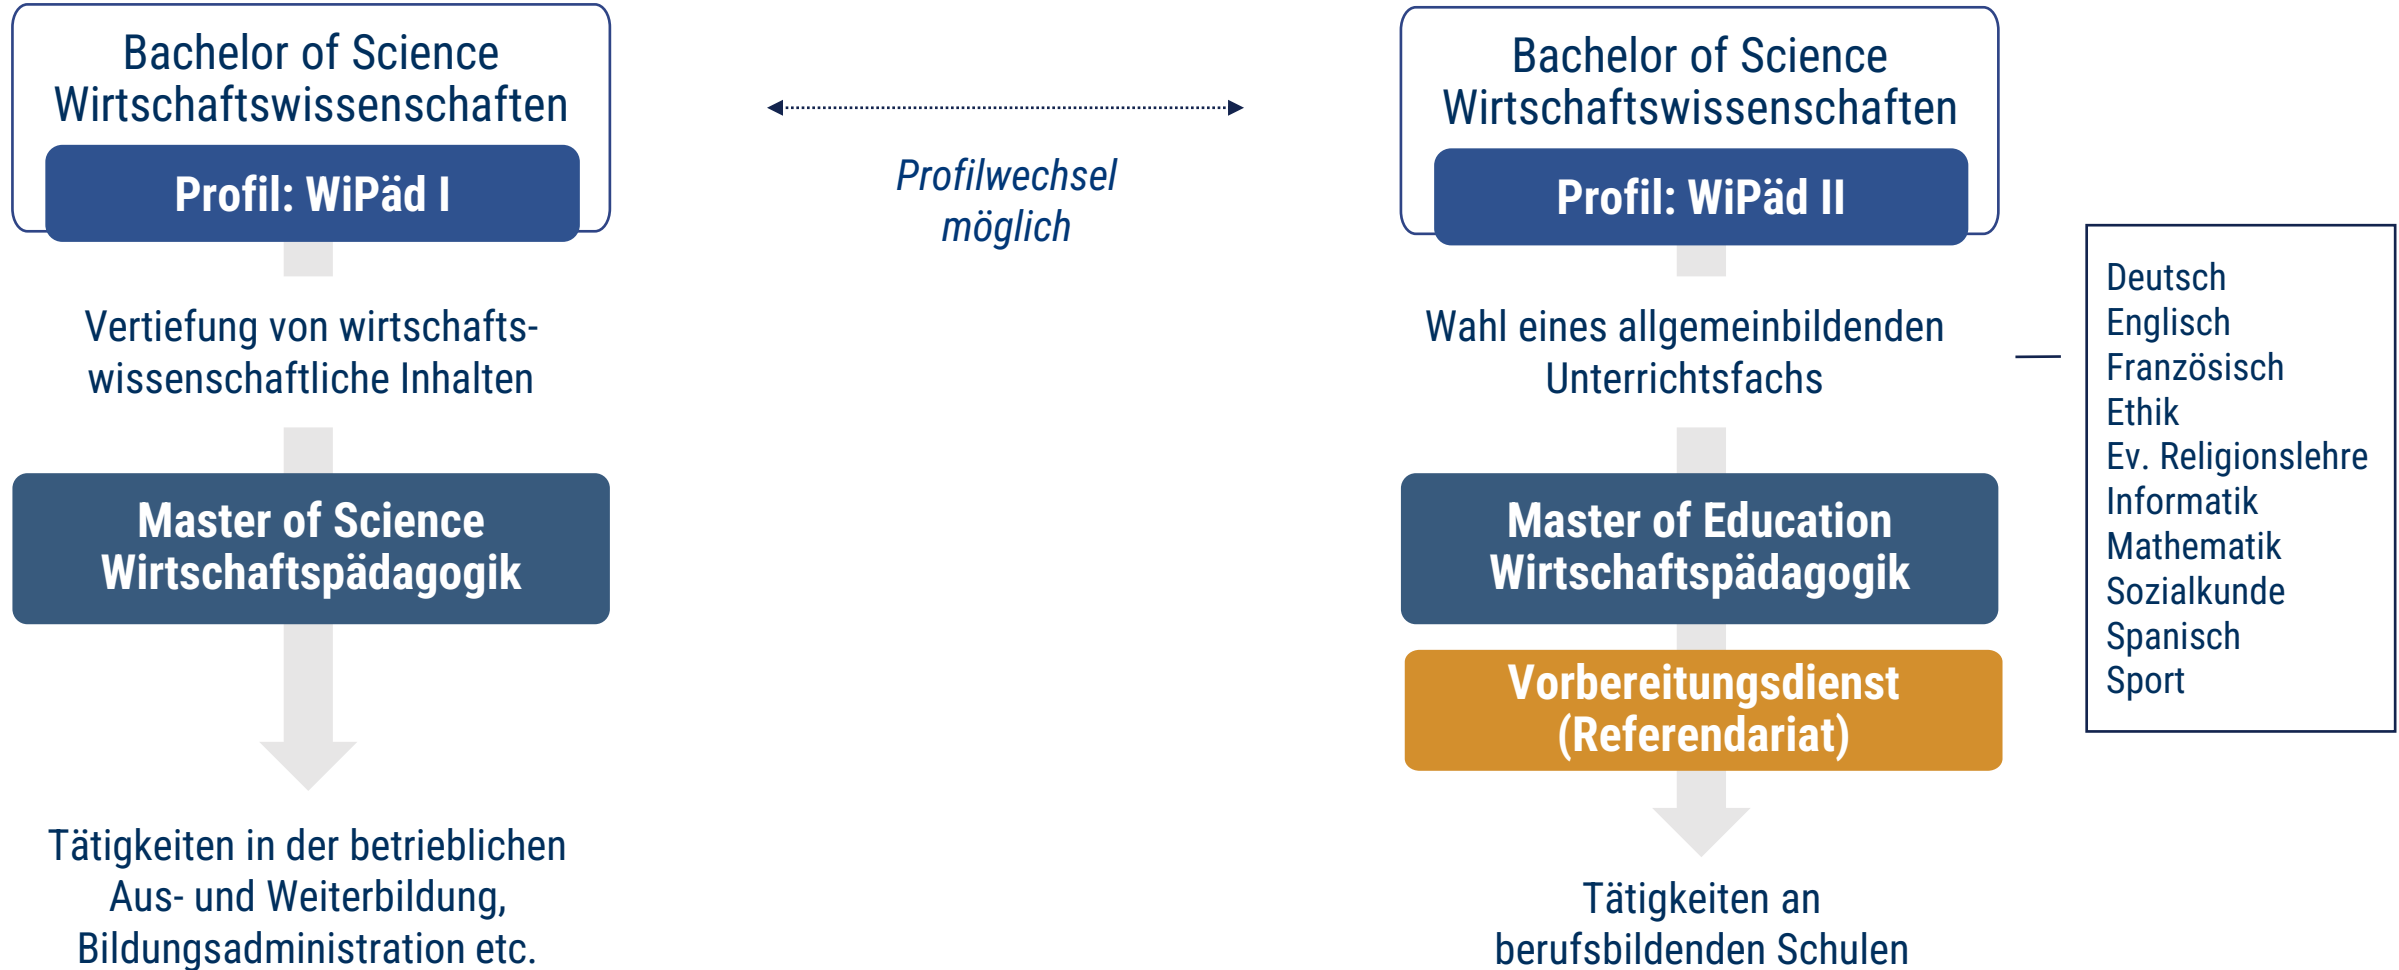 Bachelor of Science
Wirtschaftswissenschaften
Profil: WiPäd I
Vertiefung von wirtschafts-
wissenschaftliche Inhalten
Master of Science
Wirtschaftspädagogik
Tätigkeiten in der betrieblichen
Aus- und Weiterbildung,
Bildungsadministration etc.
Profilwechsel
möglich
Bachelor of Science
Wirtschaftswissenschaften
Profil: WiPäd II
Wahl eines allgemeinbildenden
Unterrichtsfachs
Deutsch
Englisch
Französisch
Ethik
Ev. Religionslehre
Informatik
Mathematik
Sozialkunde
Spanisch
Sport
Master of Education
Wirtschaftspädagogik
Vorbereitungsdienst
(Referendariat)
Tätigkeiten an
berufsbildenden Schulen